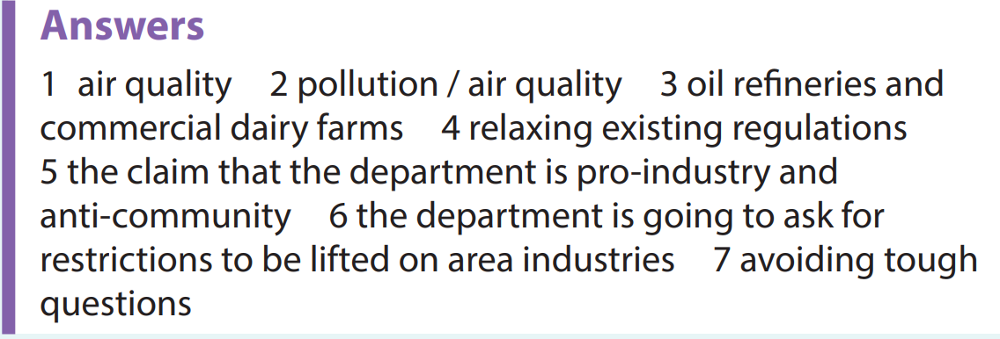 Answers
1 air quality 2 pollution / air quality 3 oil refineries and
commercial dairy farms 4 relaxing existing regulations
5 the claim that the department is pro-industry and
anti-community 6 the department is going to ask for
restrictions to be lifted on area industries 7 avoiding tough
questions